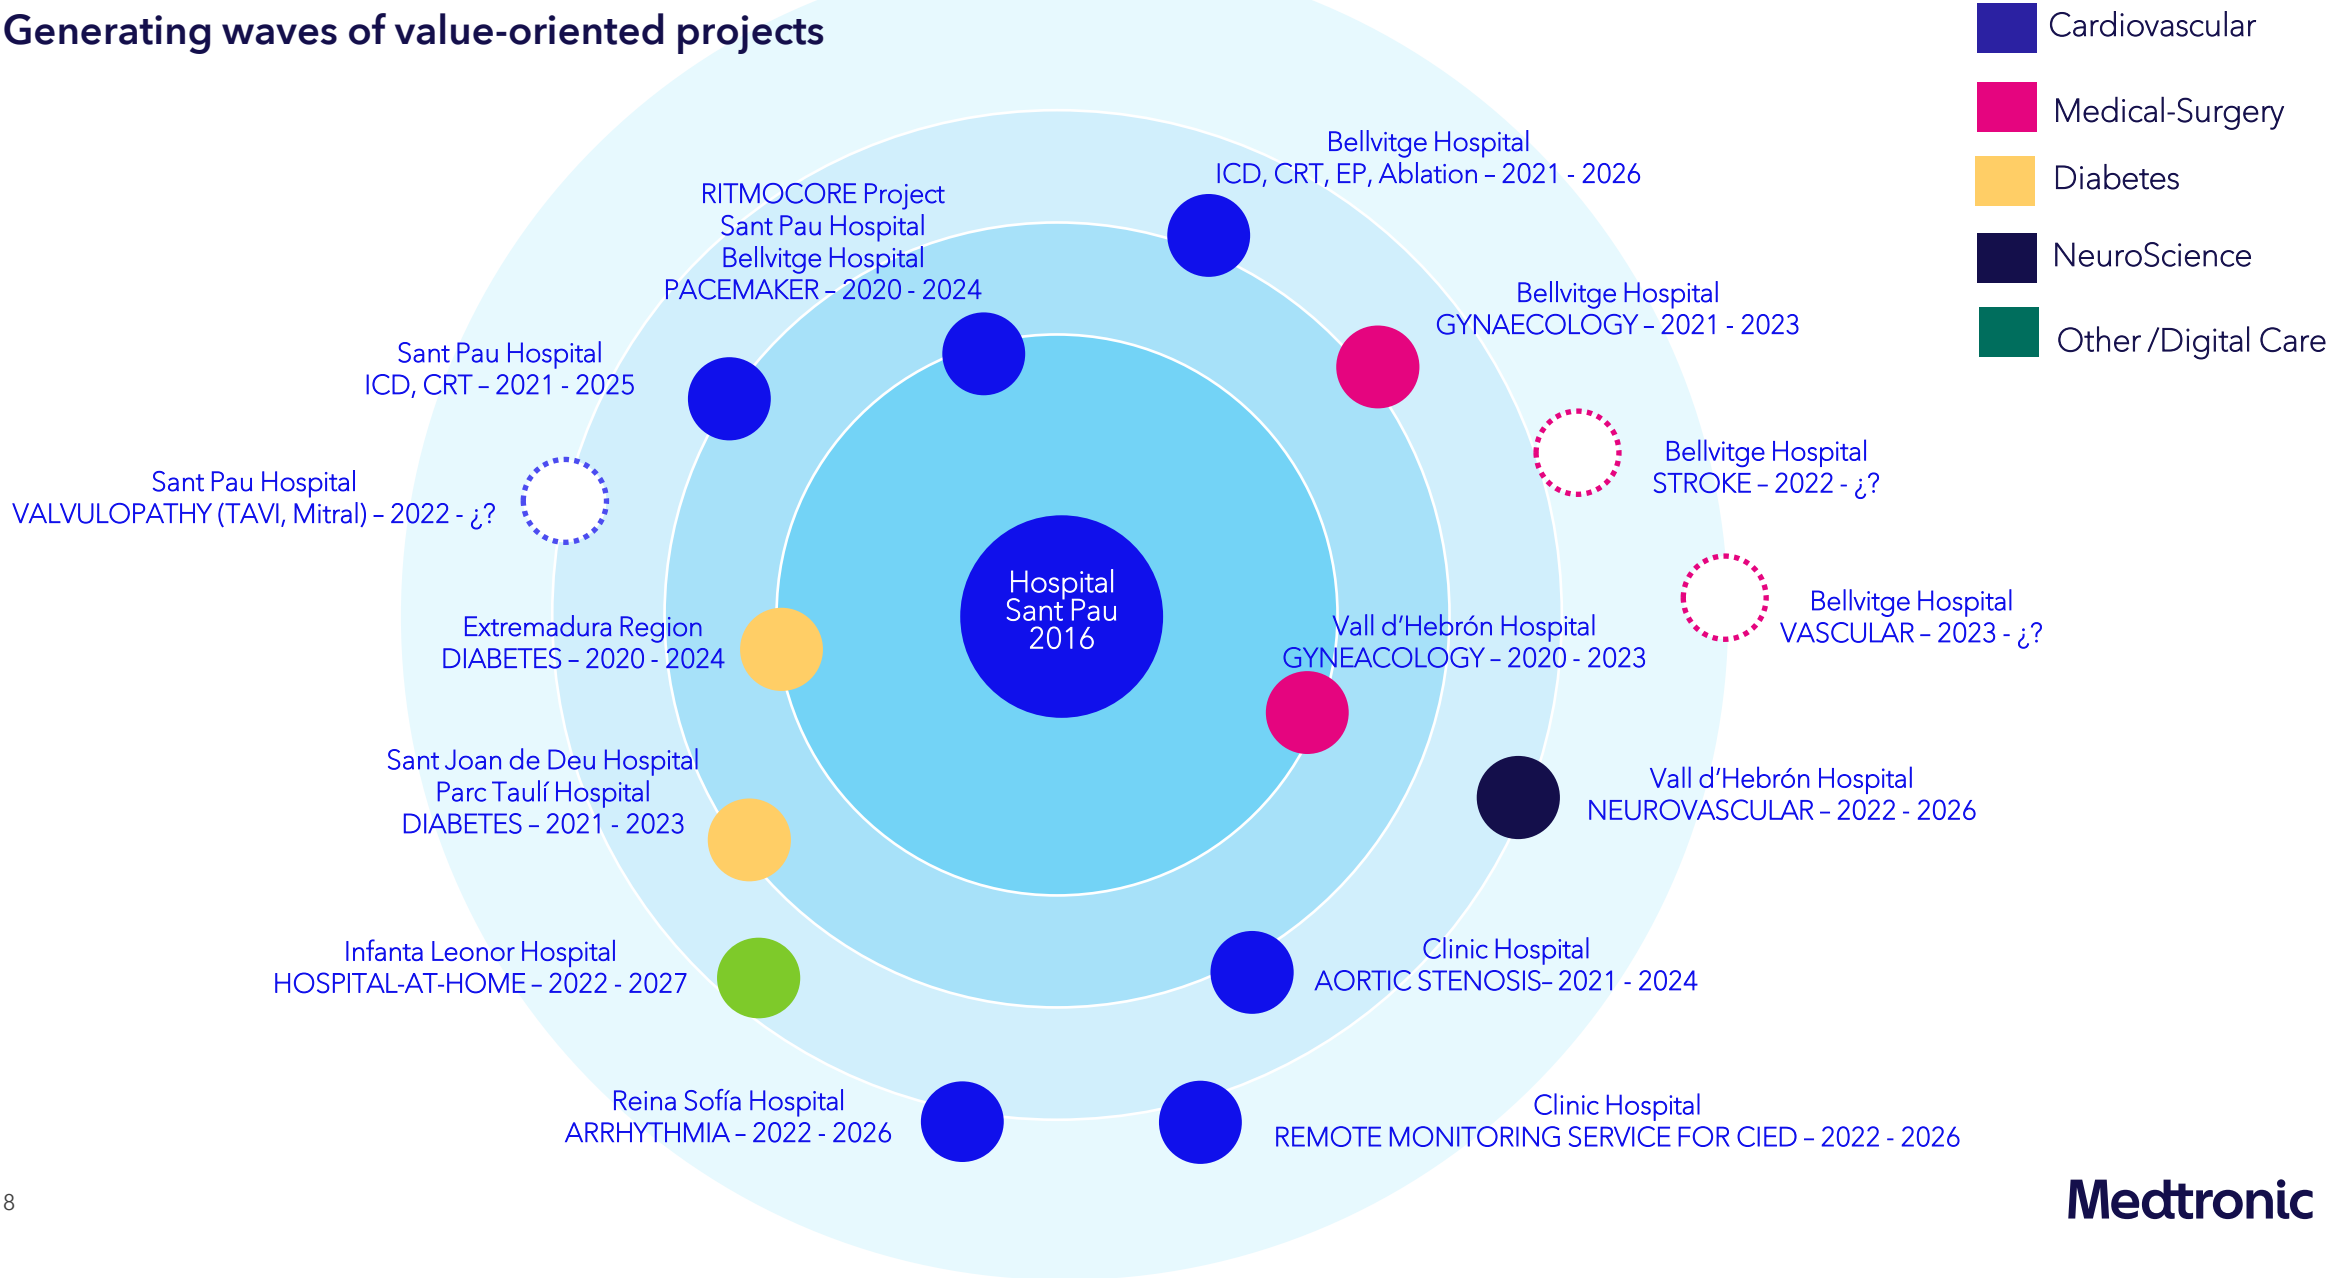 Generating waves of value-oriented projects
Cardiovascular
Medical-Surgery
Diabetes
NeuroScience
Other /Digital Care
Bellvitge Hospital
ICD, CRT, EP, Ablation – 2021 - 2026
RITMOCORE Project
Sant Pau Hospital
Bellvitge Hospital
PACEMAKER – 2020 - 2024
Bellvitge Hospital
GYNAECOLOGY – 2021 - 2023
Sant Pau Hospital
ICD, CRT – 2021 - 2025
Bellvitge Hospital
STROKE – 2022 - ¿?
Sant Pau Hospital
VALVULOPATHY (TAVI, Mitral) – 2022 - ¿?
Hospital
Sant Pau
2016
Bellvitge Hospital
VASCULAR – 2023 - ¿?
Extremadura Region
DIABETES – 2020 - 2024
Vall d’Hebrón Hospital
GYNEACOLOGY – 2020 - 2023
Sant Joan de Deu Hospital
Parc Taulí Hospital
DIABETES – 2021 - 2023
Vall d’Hebrón Hospital
NEUROVASCULAR – 2022 - 2026
Infanta Leonor Hospital
HOSPITAL-AT-HOME – 2022 - 2027
Clinic Hospital
AORTIC STENOSIS– 2021 - 2024
Reina Sofía Hospital
ARRHYTHMIA – 2022 - 2026
Clinic Hospital
REMOTE MONITORING SERVICE FOR CIED – 2022 - 2026
8
Medtronic